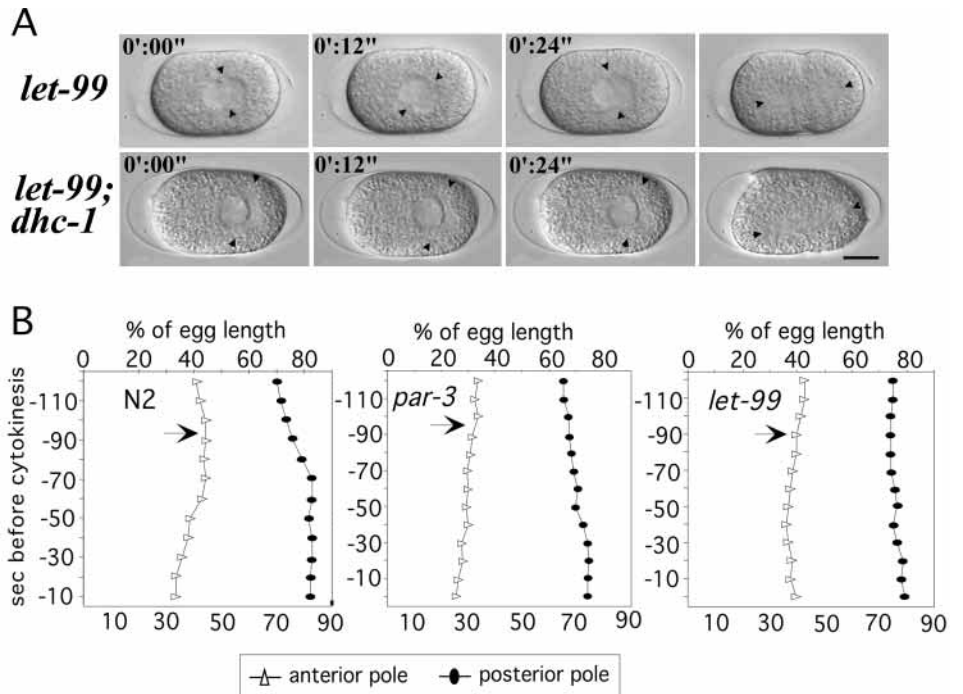 A
let-99
0':00" 0':12" 0':24"
let-99;
dhc-1
0':00" 0':12" 0':24"
B
% of egg length % of egg length % of egg length
0 20 40 60 80 0 20 40 60 80 0 20 40 60 80
sec before cytokinesis
N2
-110
-90
-70
-50
-30
-10
10 30 50 70 90
par-3
-110
-90
-70
-50
-30
-10
10 30 50 70 90
let-99
-110
-90
-70
-50
-30
-10
10 30 50 70 90
anterior pole posterior pole